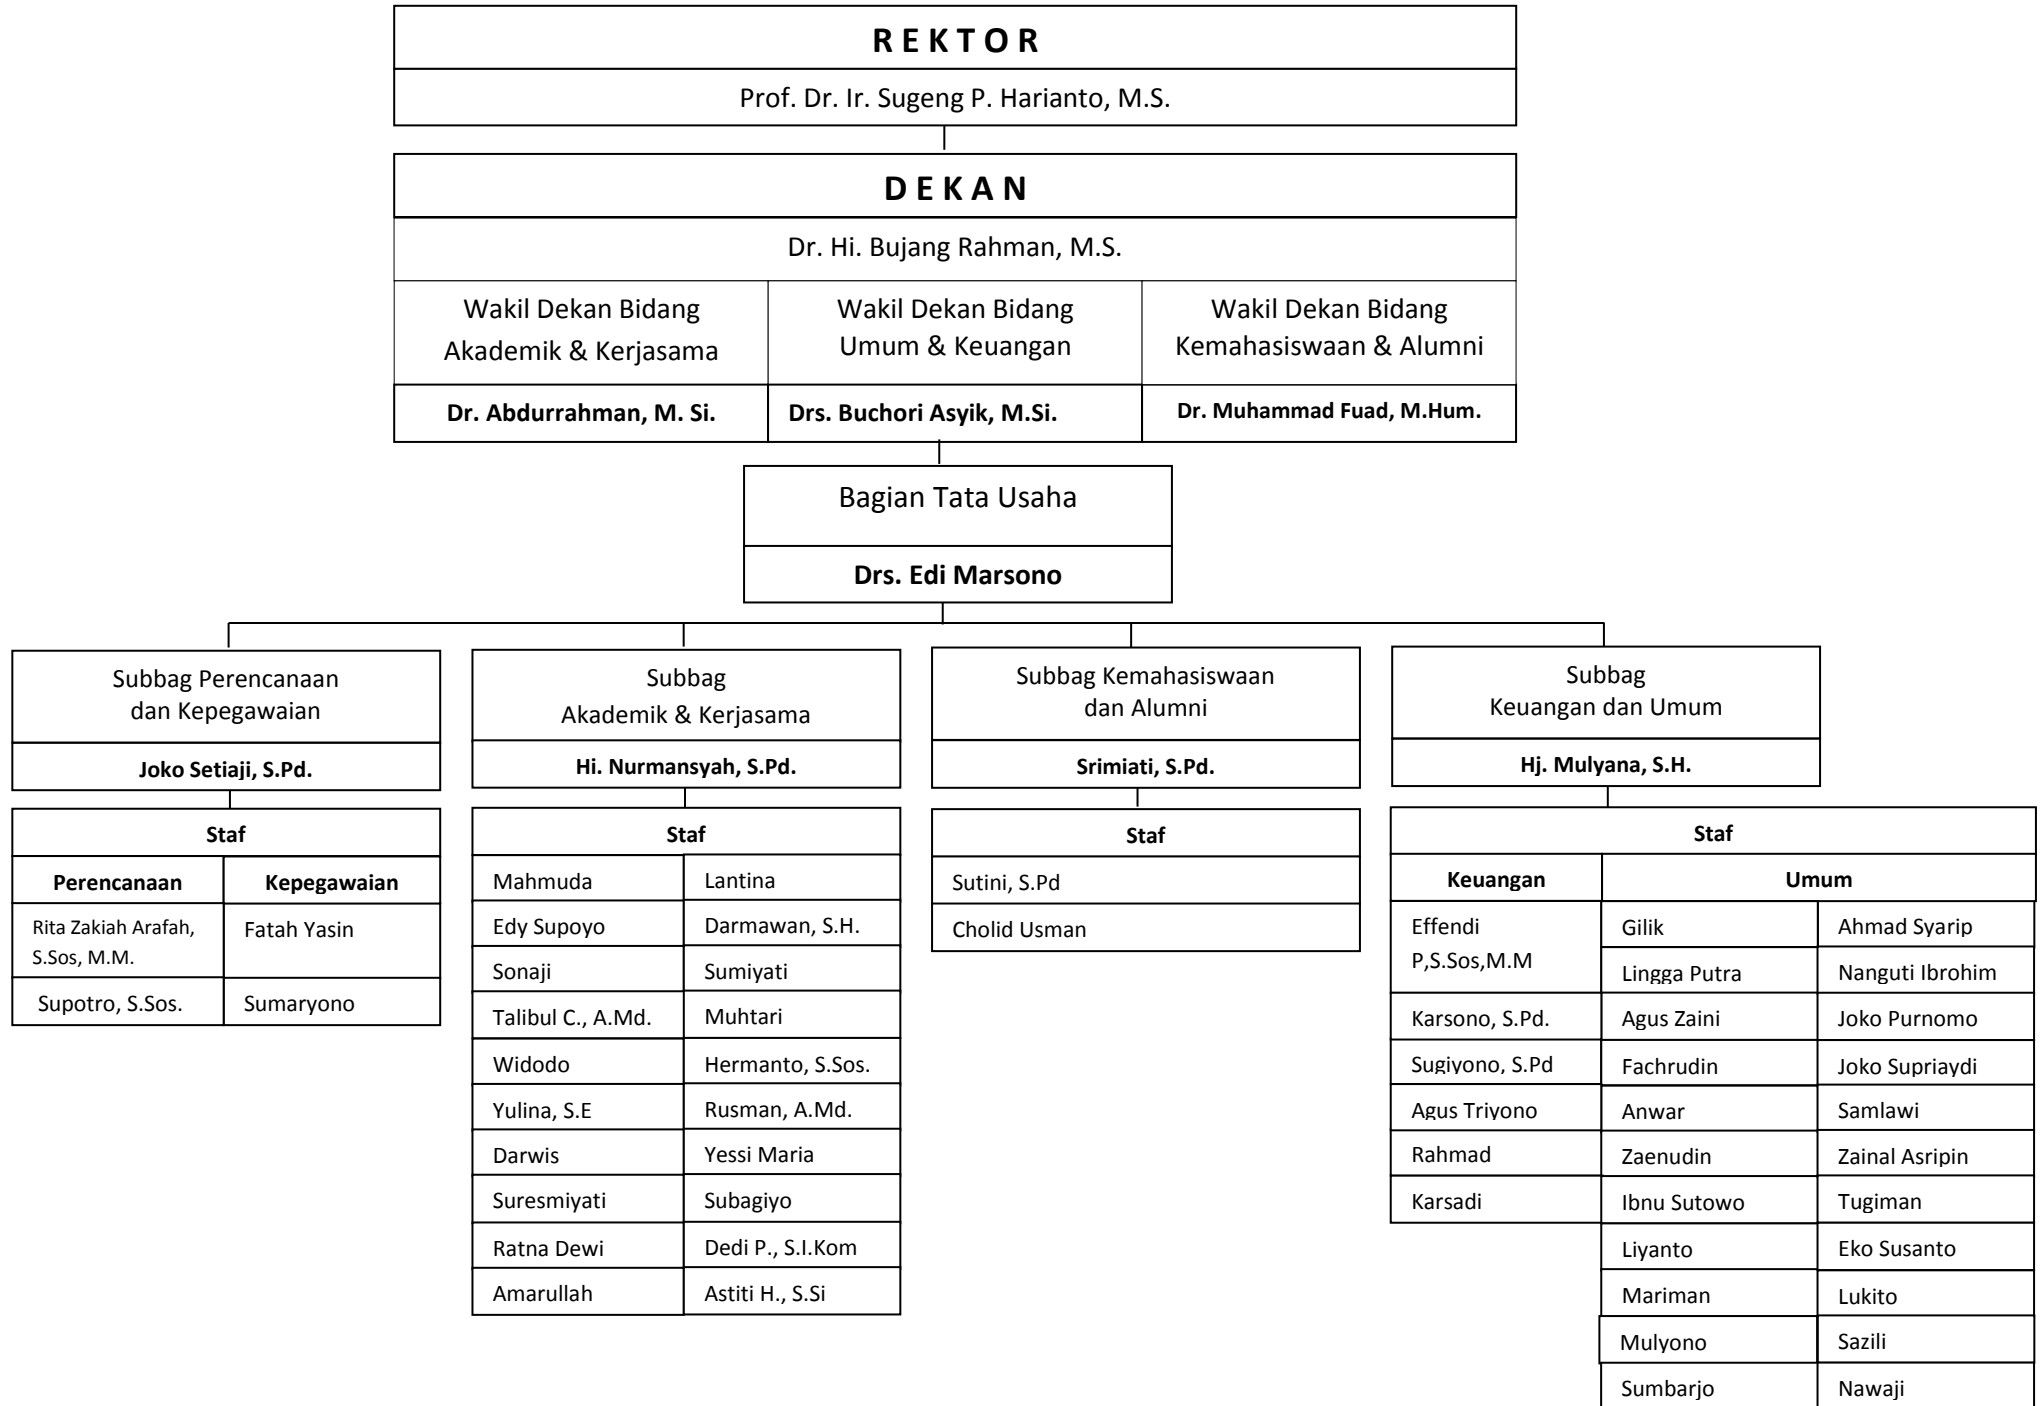 R E K T O R
Prof. Dr. Ir. Sugeng P. Harianto, M.S.
D E K A N
Dr. Hi. Bujang Rahman, M.S.
Wakil Dekan Bidang
Akademik & Kerjasama
Wakil Dekan Bidang
Umum & Keuangan
Wakil Dekan Bidang
Kemahasiswaan & Alumni
Dr. Abdurrahman, M. Si.
Drs. Buchori Asyik, M.Si.
Dr. Muhammad Fuad, M.Hum.
Bagian Tata Usaha
Drs. Edi Marsono
Subbag Perencanaan
dan Kepegawaian
Joko Setiaji, S.Pd.
Staf
Perencanaan
Kepegawaian
Rita Zakiah Arafah,
S.Sos, M.M.
Fatah Yasin
Supotro, S.Sos.
Sumaryono
Subbag
Akademik & Kerjasama
Hi. Nurmansyah, S.Pd.
Staf
Mahmuda
Lantina
Edy Supoyo
Darmawan, S.H.
Sonaji
Sumiyati
Talibul C., A.Md.
Muhtari
Widodo
Hermanto, S.Sos.
Yulina, S.E
Rusman, A.Md.
Darwis
Yessi Maria
Suresmiyati
Subagiyo
Ratna Dewi
Dedi P., S.I.Kom
Amarullah
Astiti H., S.Si
Subbag Kemahasiswaan
dan Alumni
Srimiati, S.Pd.
Staf
Sutini, S.Pd
Cholid Usman
Subbag
Keuangan dan Umum
Hj. Mulyana, S.H.
Staf
Keuangan
Umum
Effendi
P,S.Sos,M.M
Karsono, S.Pd.
Sugiyono, S.Pd
Agus Triyono
Rahmad
Karsadi
Gilik
Ahmad Syarip
Lingga Putra
Nanguti Ibrohim
Agus Zaini
Joko Purnomo
Fachrudin
Joko Supriaydi
Anwar
Samlawi
Zaenudin
Zainal Asripin
Ibnu Sutowo
Tugiman
Liyanto
Eko Susanto
Mariman
Lukito
Mulyono
Sazili
Sumbarjo
Nawaji